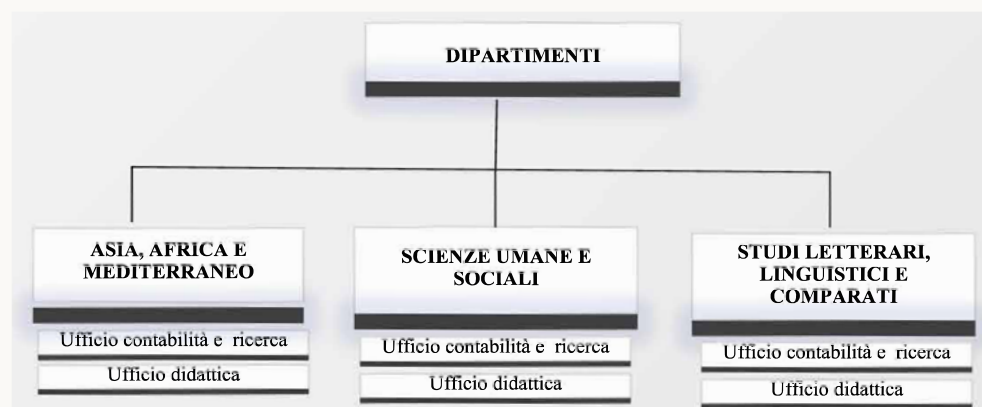 DIPARTIMENTI
ASIA, AFRICA E
MEDITERRANEO
Ufficio contabilità e ricerca
Ufficio didattica
SCIENZE UMANE E
SOCIALI
Ufficio contabilità e ricerca
Ufficio didattica
STUDI LETTERARI,
LINGUISTICI E
COMPARATI
Ufficio contabilità e ricerca
Ufficio didattica